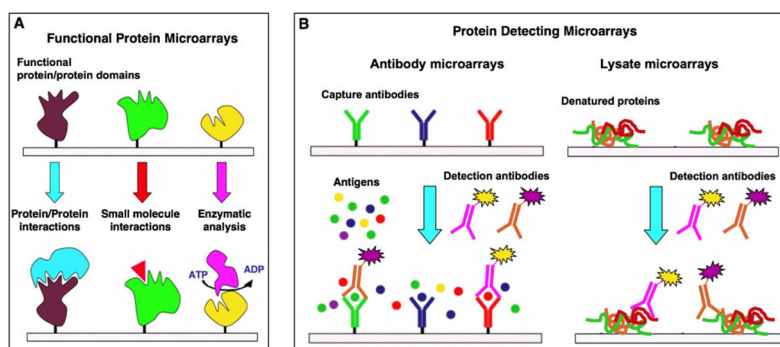 A
Functional Protein Microarrays
Functional
protein/protein domains
Protein/Protein
interactions
Small molecule
interactions
Enzymatic
analysis
ATP
ADP
B
Protein Detecting Microarrays
Antibody microarrays
Capture antibodies
Antigens
Detection antibodies
Lysate microarrays
Denatured proteins
Detection antibodies